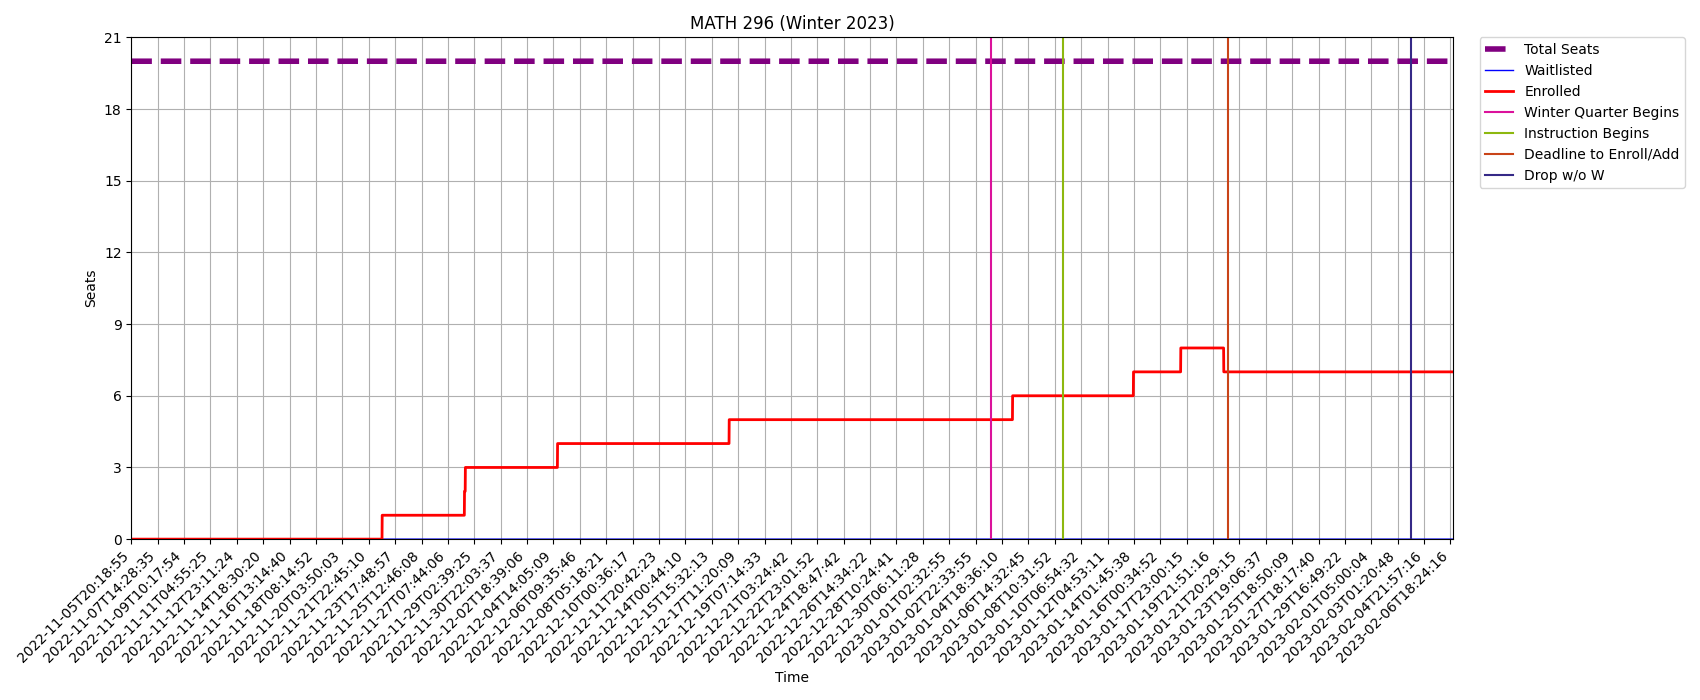 MATH 296 (Winter 2023)
21
18
15
12
9
6
3
0
Seats
Total Seats
Waitlisted
Enrolled
Winter Quarter Begins
Instruction Begins
Deadline to Enroll/Add
Drop w/o W
2022-11-05T20:18:55
2022-11-07T14:28:35
2022-11-09T10:17:54
2022-11-11T04:55:25
2022-11-12T23:11:24
2022-11-14T18:30:20
2022-11-16T13:14:40
2022-11-18T08:14:52
2022-11-20T03:50:03
2022-11-21T22:45:10
2022-11-23T17:48:57
2022-11-25T12:46:08
2022-11-27T07:44:06
2022-11-29T02:39:25
2022-11-30T22:03:37
2022-12-02T18:39:06
2022-12-04T14:05:09
2022-12-06T09:35:46
2022-12-08T05:18:21
2022-12-10T00:36:17
2022-12-11T20:42:23
2022-12-14T00:44:10
2022-12-15T15:32:13
2022-12-17T11:20:09
2022-12-19T07:14:33
2022-12-21T03:24:42
2022-12-22T23:01:52
2022-12-24T18:47:42
2022-12-26T14:34:22
2022-12-28T10:24:41
2022-12-30T06:11:28
2023-01-01T02:32:55
2023-01-02T22:33:55
2023-01-04T18:36:10
2023-01-06T14:32:45
2023-01-08T10:31:52
2023-01-10T06:54:32
2023-01-12T04:53:11
2023-01-14T01:45:38
2023-01-16T00:34:52
2023-01-17T23:00:15
2023-01-19T21:51:16
2023-01-21T20:29:15
2023-01-23T19:06:37
2023-01-25T18:50:09
2023-01-27T18:17:40
2023-01-29T16:49:22
2023-02-01T05:00:04
2023-02-03T01:20:48
2023-02-04T21:57:16
2023-02-06T18:24:16
Time